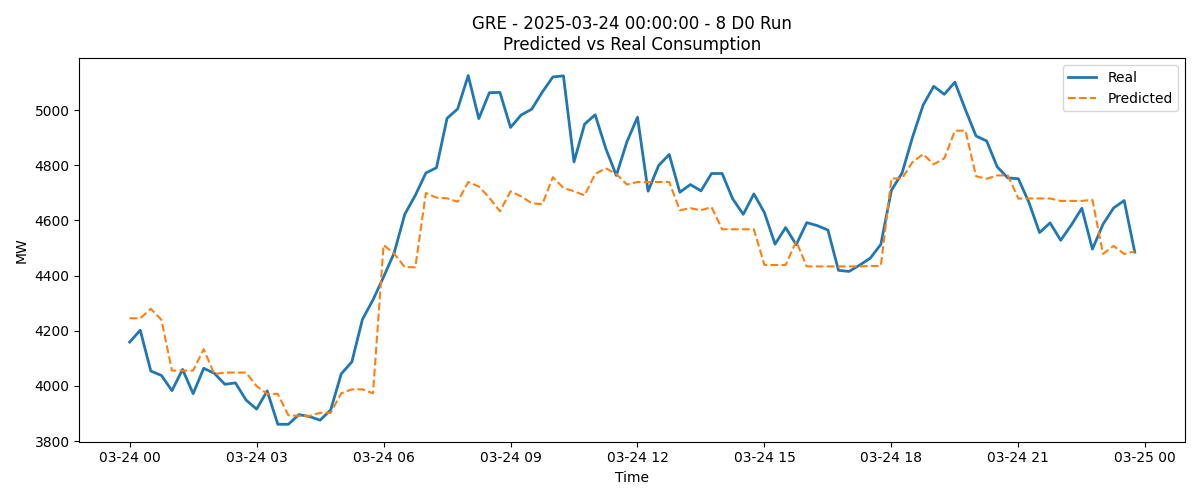 GRE - 2025-03-24 00:00:00 - 8 D0 Run
Predicted vs Real Consumption
Real
Predicted
MW
5000
4800
4600
4400
4200
4000
3800
03-24 00
03-24 03
03-24 06
03-24 09
03-24 12
03-24 15
03-24 18
03-24 21
03-25 00
Time